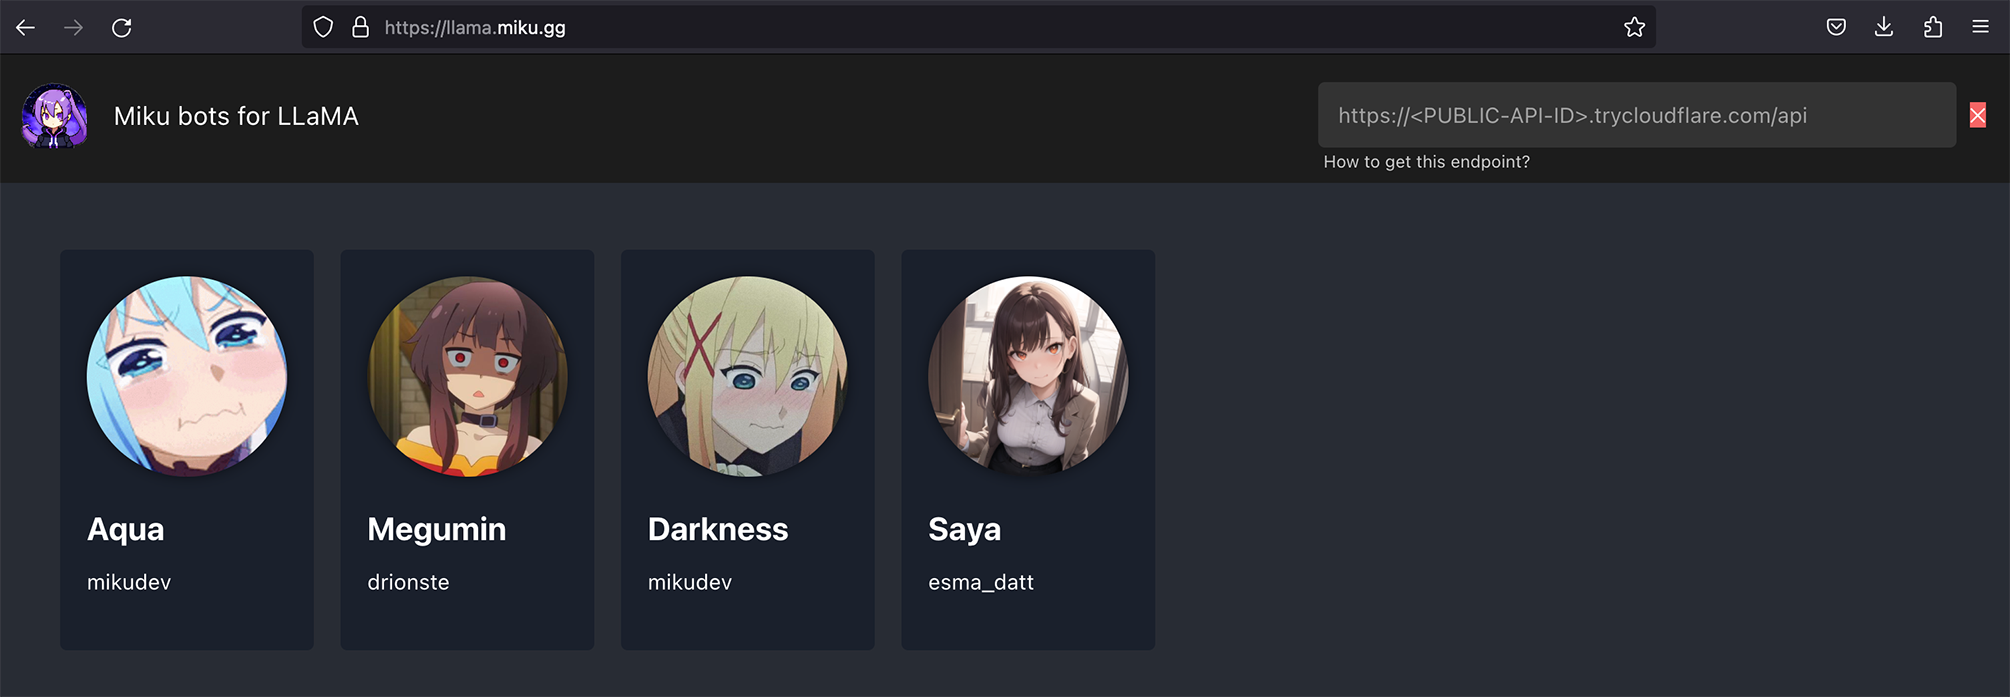 https://llama.miku.gg
Miku bots for LLaMA
https://<PUBLIC-API-ID>.trycloudflare.com/api
How to get this endpoint?
Aqua
mikudev
Megumin
drionste
Darkness
mikudev
Saya
esma_datt